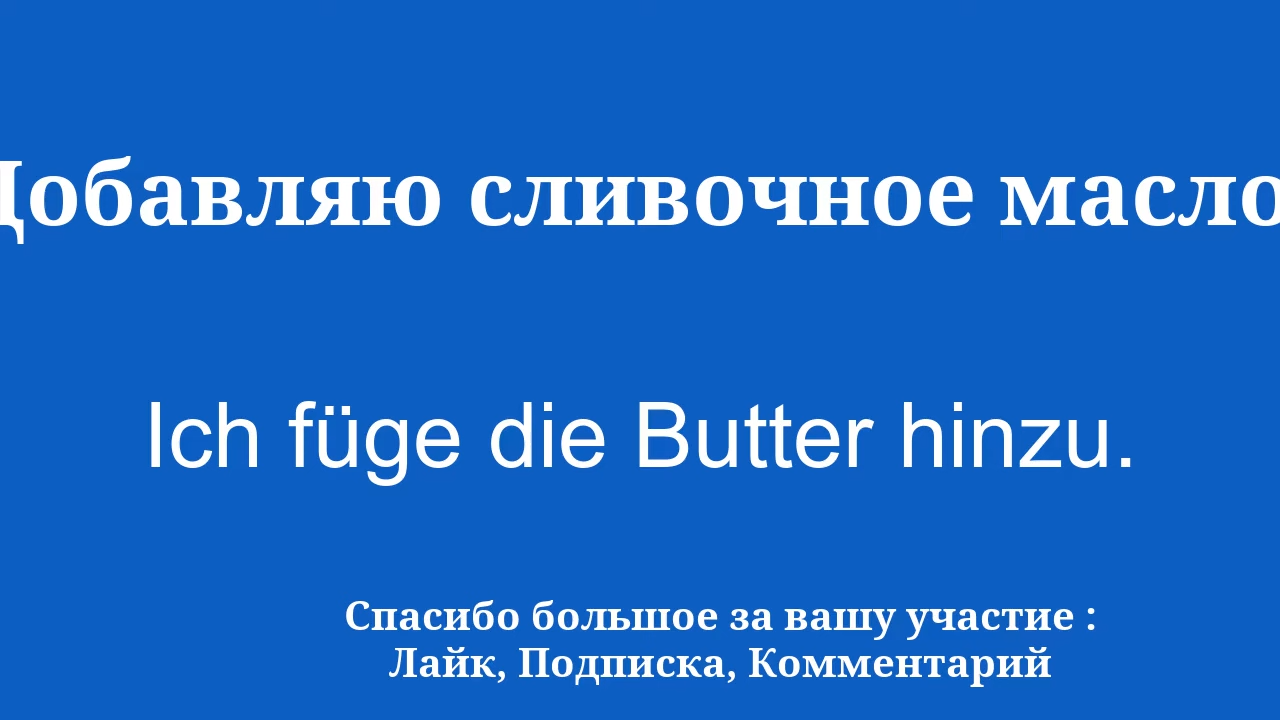 Добавляю сливочное масло
Ich füge die Butter hinzu.
Спасибо большое за вашу участие :
Лайк, Подписка, Комментарий